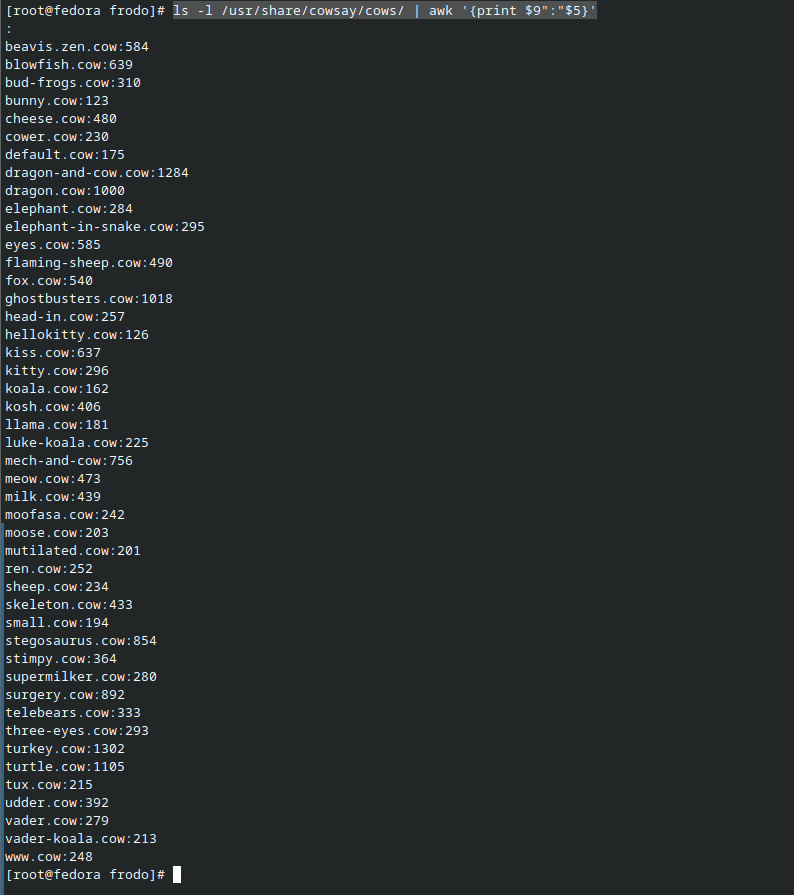 [root@fedora frodo]# ls -l /usr/share/cowsay/cows/ | awk '{print $9":"$5}'
:
beavis.zen.cow:584
blowfish.cow:639
bud-frogs.cow:310
bunny.cow:123
cheese.cow:480
cower.cow:230
default.cow:175
dragon-and-cow.cow:1284
dragon.cow:1000
elephant.cow:284
elephant-in-snake.cow:295
eyes.cow:585
flaming-sheep.cow:490
fox.cow:540
ghostbusters.cow:1018
head-in.cow:257
hellokitty.cow:126
kiss.cow:637
kitty.cow:296
koala.cow:162
kosh.cow:406
llama.cow:181
luke-koala.cow:225
mech-and-cow:756
meow.cow:473
milk.cow:439
moofasa.cow:242
moose.cow:203
mutilated.cow:201
ren.cow:252
sheep.cow:234
skeleton.cow:433
small.cow:194
stegosaurus.cow:854
stimpy.cow:364
supermilker.cow:280
surgery.cow:892
telebears.cow:333
three-eyes.cow:293
turkey.cow:1302
turtle.cow:1105
tux.cow:215
udder.cow:392
vader.cow:279
vader-koala.cow:213
www.cow:248
[root@fedora frodo]#